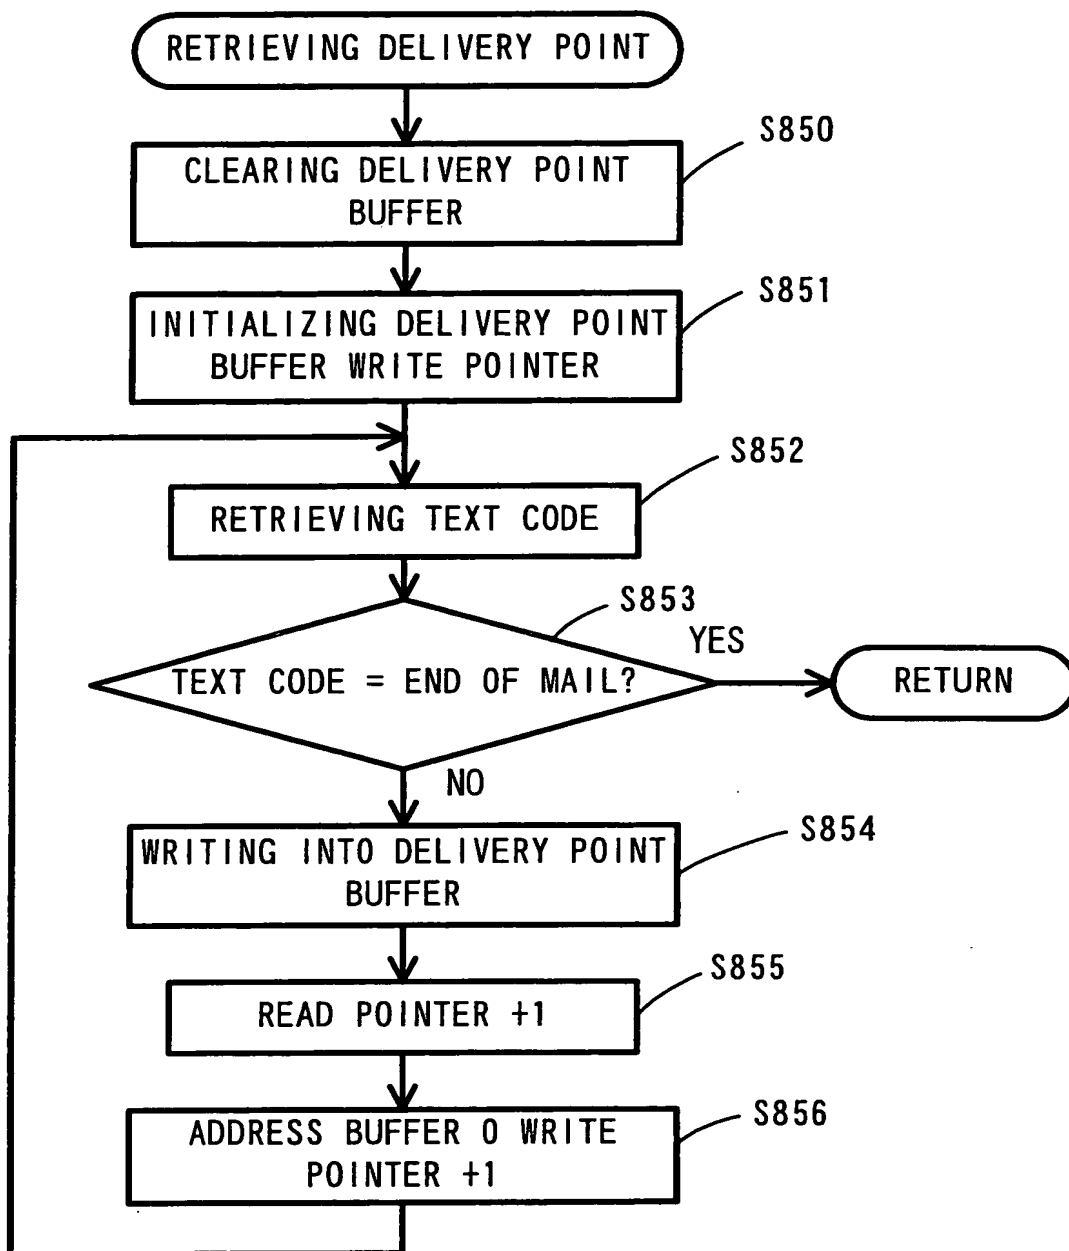 RETRIEVING DELIVERY POINT
S850
CLEARING DELIVERY POINT
BUFFER
S851
INITIALIZING DELIVERY POINT
BUFFER WRITE POINTER
S852
RETRIEVING TEXT CODE
S853
YES
TEXT CODE = END OF MAIL?
RETURN
NO
S854
WRITING INTO DELIVERY POINT
BUFFER
S855
READ POINTER +1
S856
ADDRESS BUFFER 0 WRITE
POINTER +1